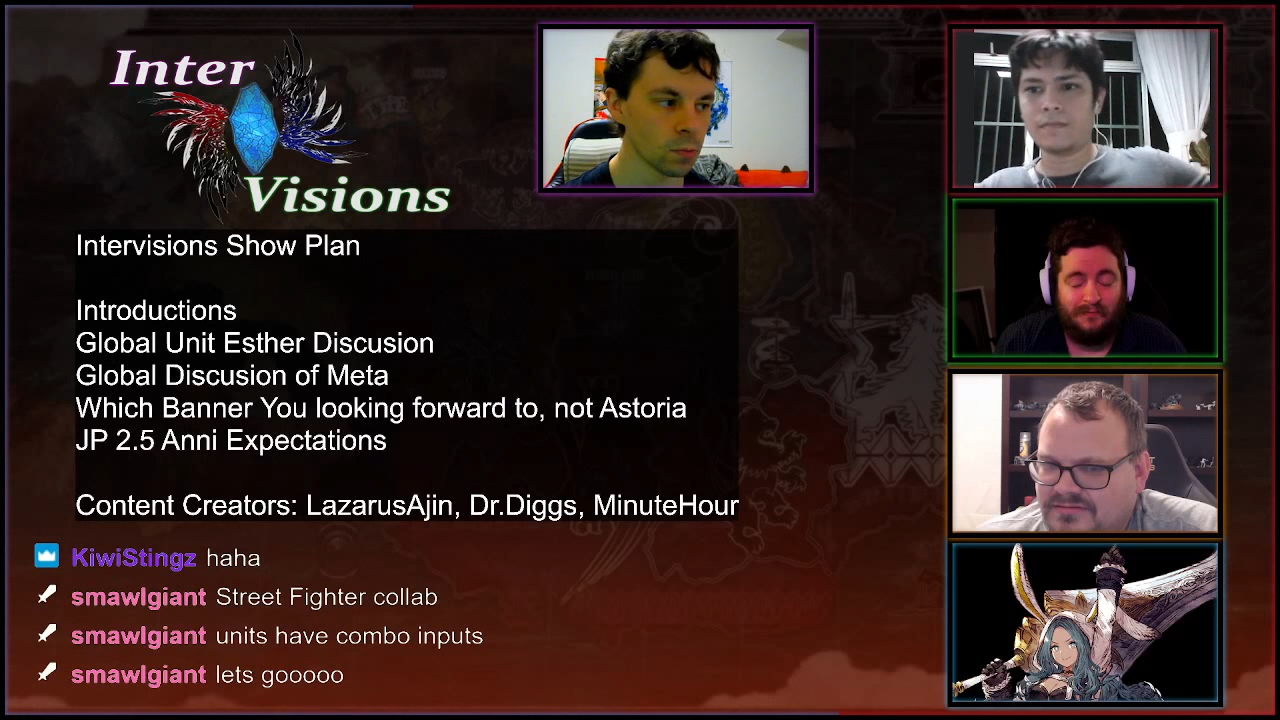 Inter
Visions
Intervisions Show Plan
Introductions
Global Unit Esther Discusion
Global Discusion of Meta
Which Banner You looking forward to, not Astoria
JP 2.5 Anni Expectations
Content Creators: LazarusAjin, Dr.Diggs, MinuteHour
KiwiStingz haha
smawlgiant Street Fighter collab
smawlgiant units have combo inputs
smawlgiant lets gooooo